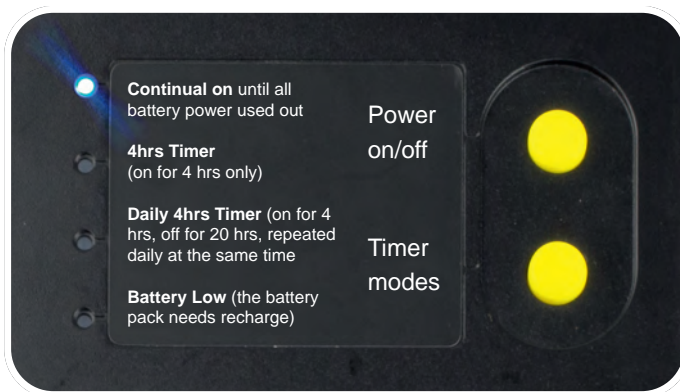 Continual on until all
battery power used out
4hrs Timer
(on for 4 hrs only)
Daily 4hrs Timer (on for 4
hrs, off for 20 hrs, repeated
daily at the same time
Battery Low (the battery
pack needs recharge)
Power
on/off
Timer
modes